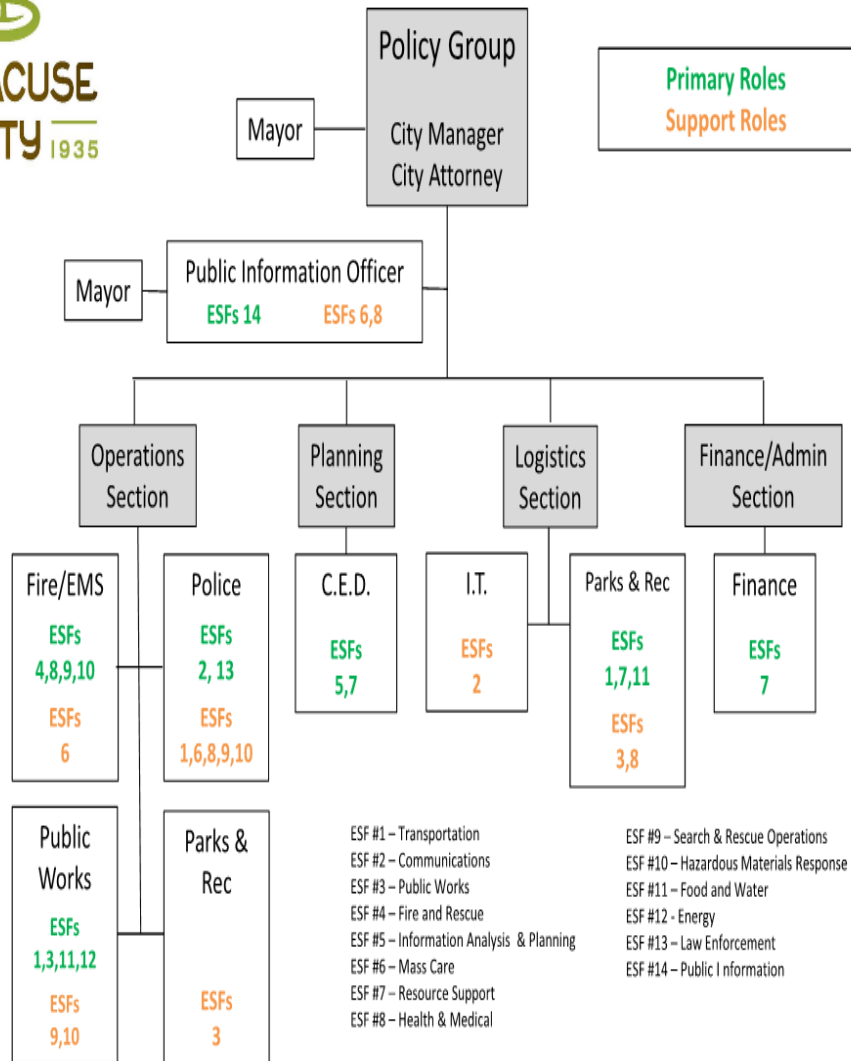 1935
Policy Group
City Manager
City Attorney
Mayor
Primary Roles
Support Roles
Public Information Officer
ESFs 14 ESFs 6,8
Mayor
Operations
Section
Planning
Section
Logistics
Section
Finance/Admin
Section
Fire/EMS
ESFs
4,8,9,10
ESFs
6
Police
ESFs
2, 13
ESFs
1,6,8,9,10
C.E.D.
ESFs
5,7
I.T.
ESFs
2
Parks & Rec
ESFs
1,7,11
ESFs
3,8
Finance
ESFs
7
Public
Works
ESFs
1,3,11,12
ESFs
9,10
Parks &
Rec
ESFs
3
ESF #1 – Transportation
ESF #2 – Communications
ESF #3 – Public Works
ESF #4 – Fire and Rescue
ESF #5 – Information Analysis & Planning
ESF #6 – Mass Care
ESF #7 – Resource Support
ESF #8 – Health & Medical
ESF #9 – Search & Rescue Operations
ESF #10 – Hazardous Materials Response
ESF #11 – Food and Water
ESF #12 - Energy
ESF #13 – Law Enforcement
ESF #14 – Public I nformation